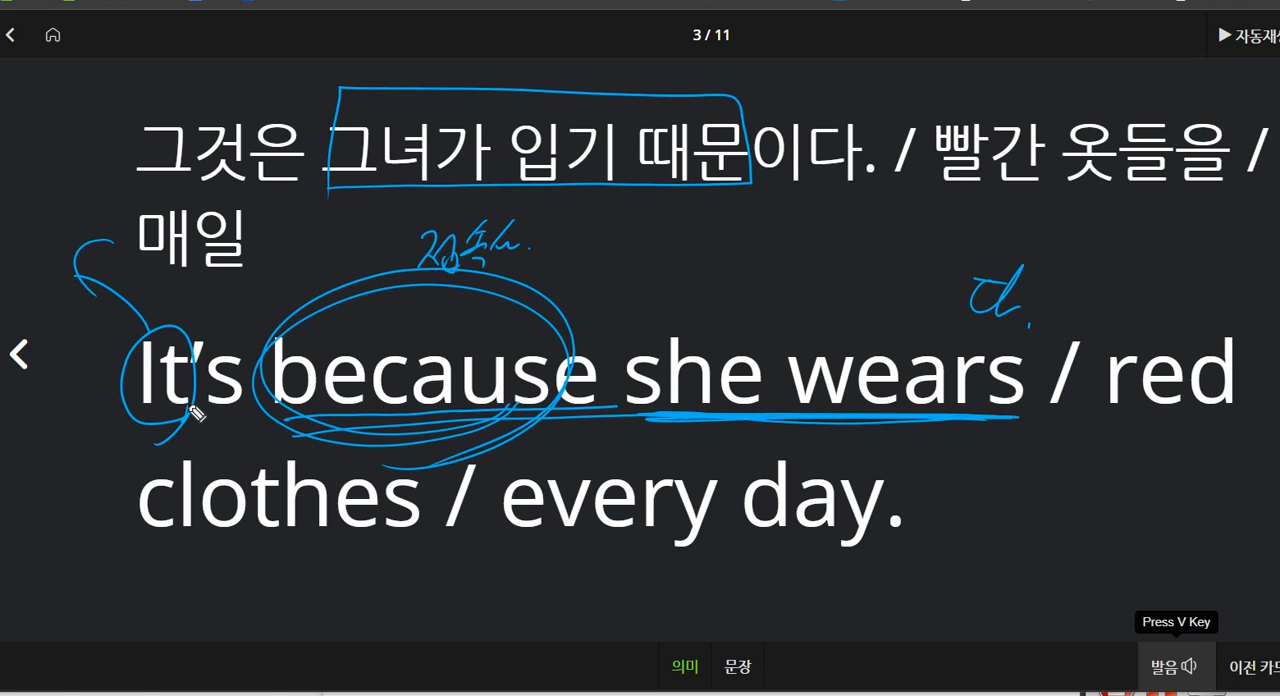 3 / 11
▶ 자동재생
그것은 그녀가 입기 때문이다. / 빨간 옷들을 /
매일
접속사.
It's because she wears / red
clothes / every day.
Press V Key
의미 문장 발음 이전 카드